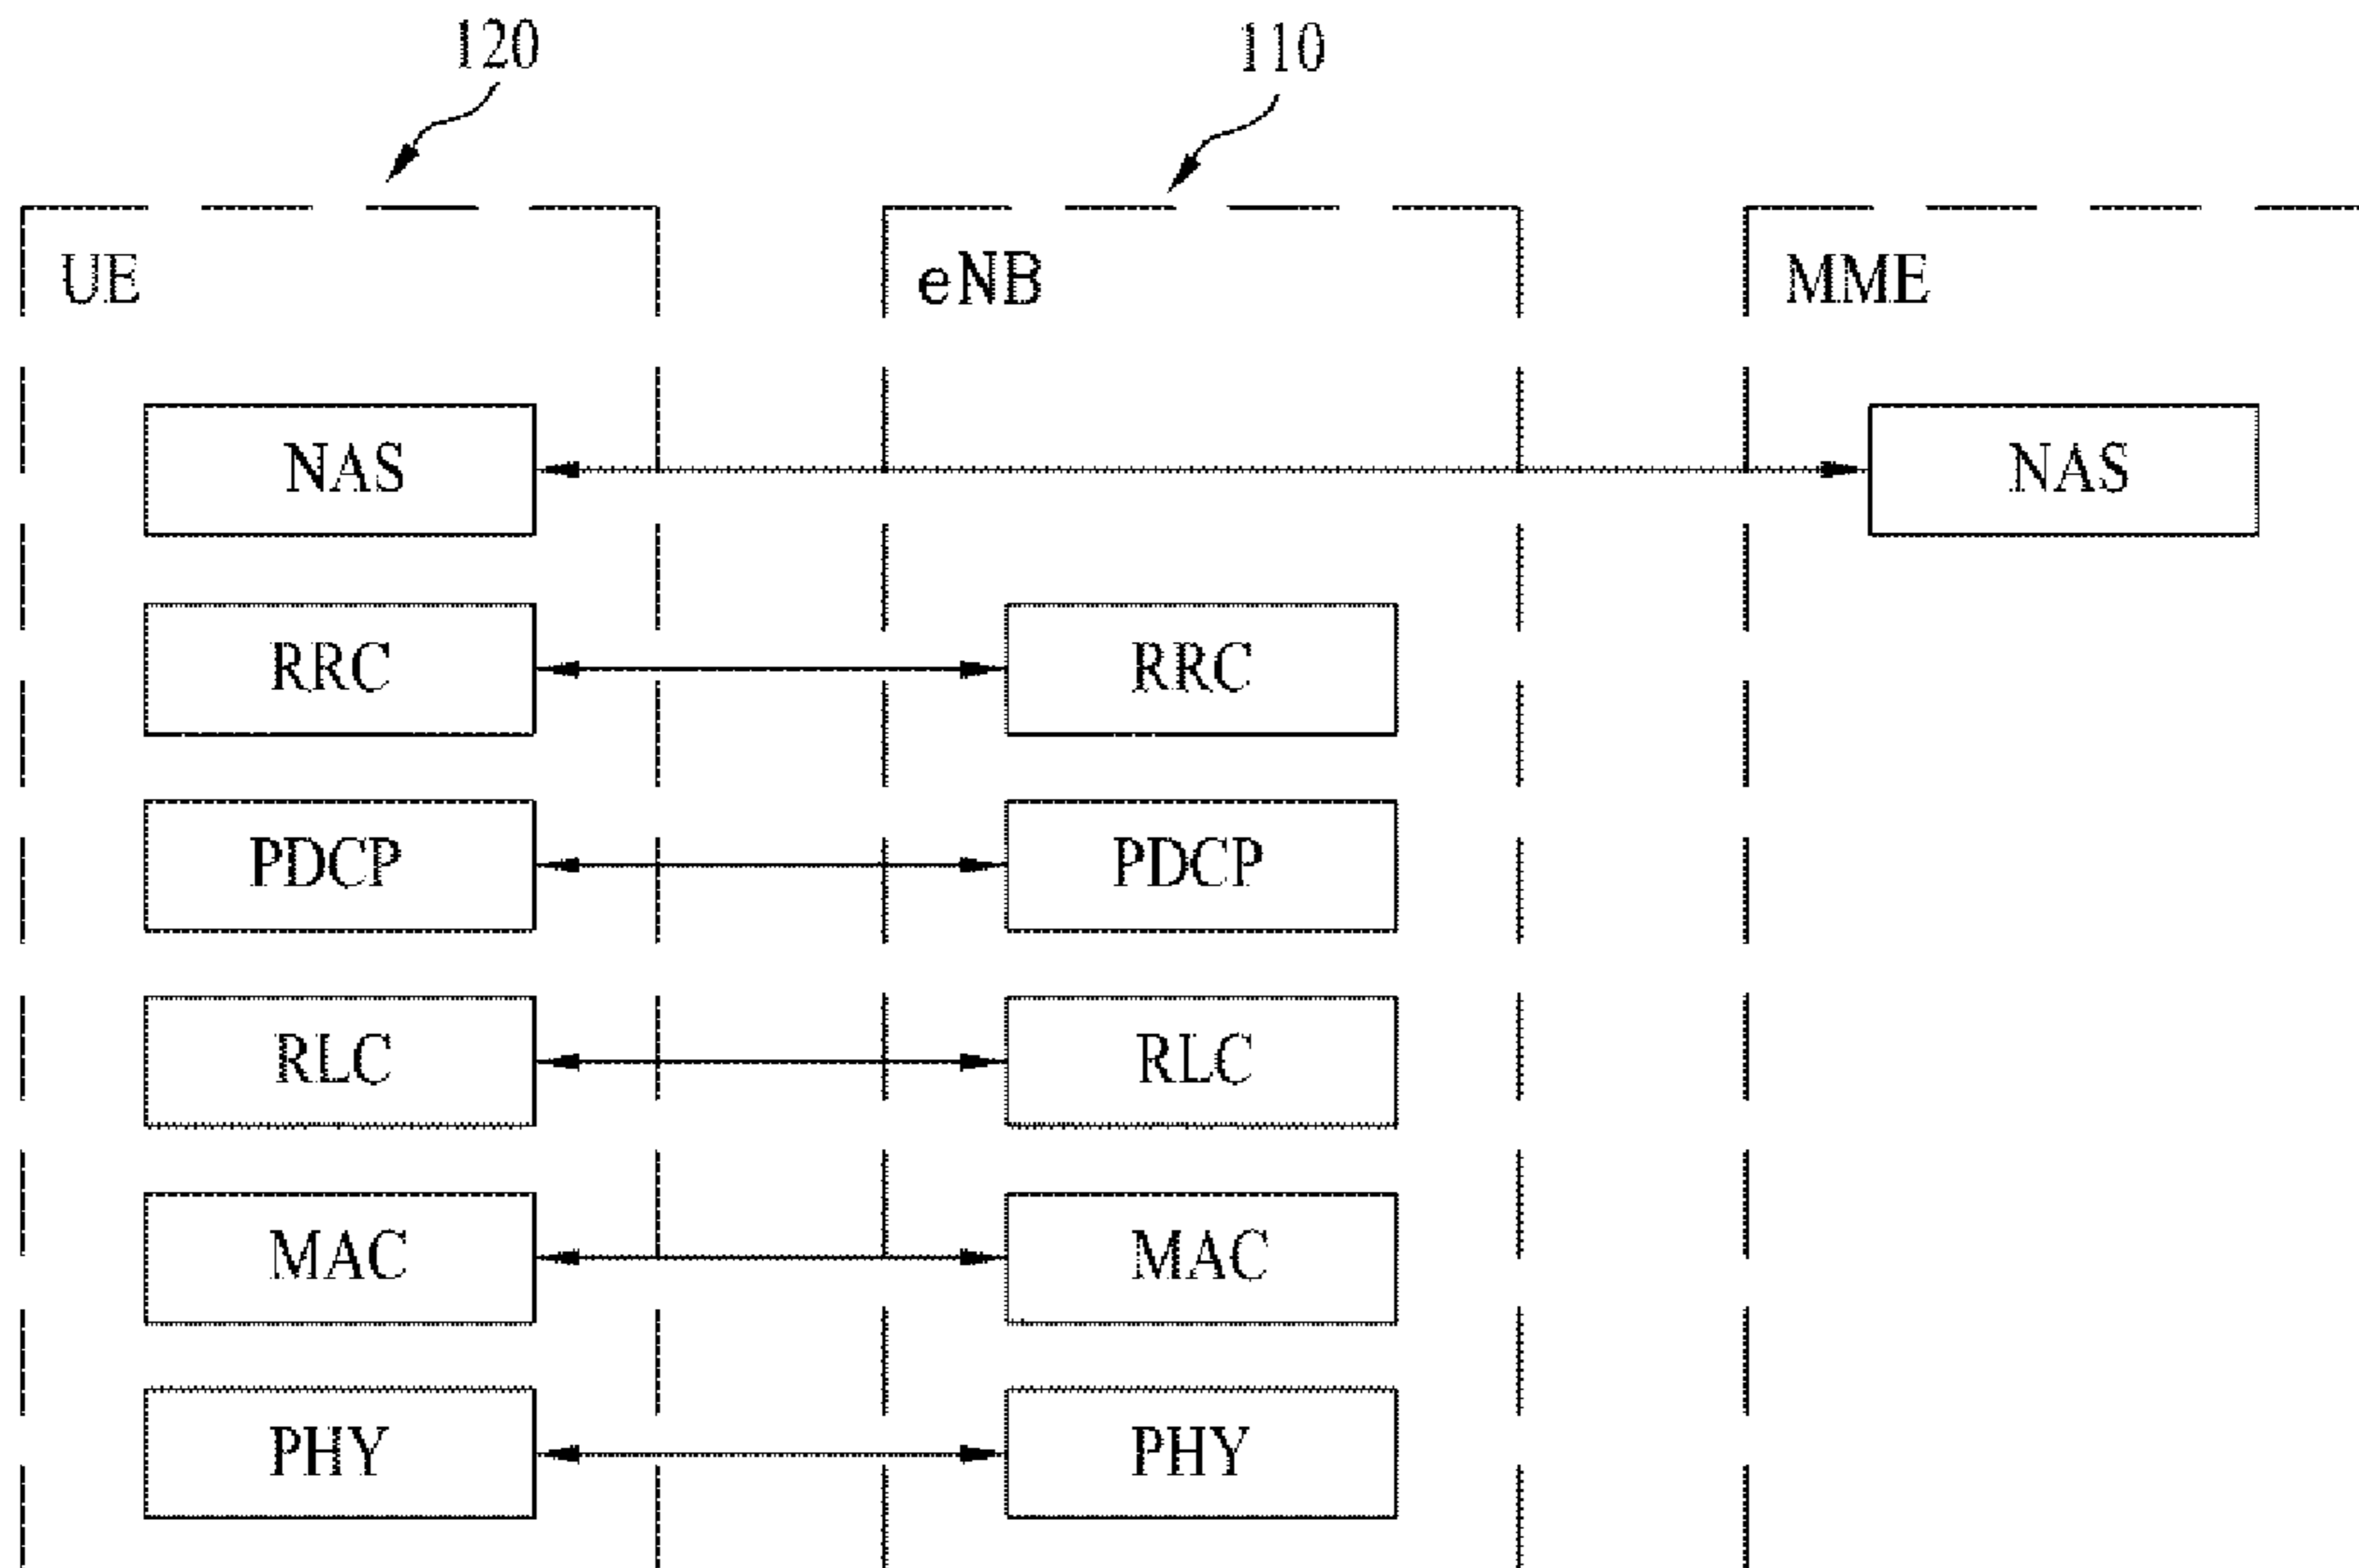 120 110
UE eNB MME
NAS NAS
RRC RRC
PDCP PDCP
RLC RLC
MAC MAC
PHY PHY